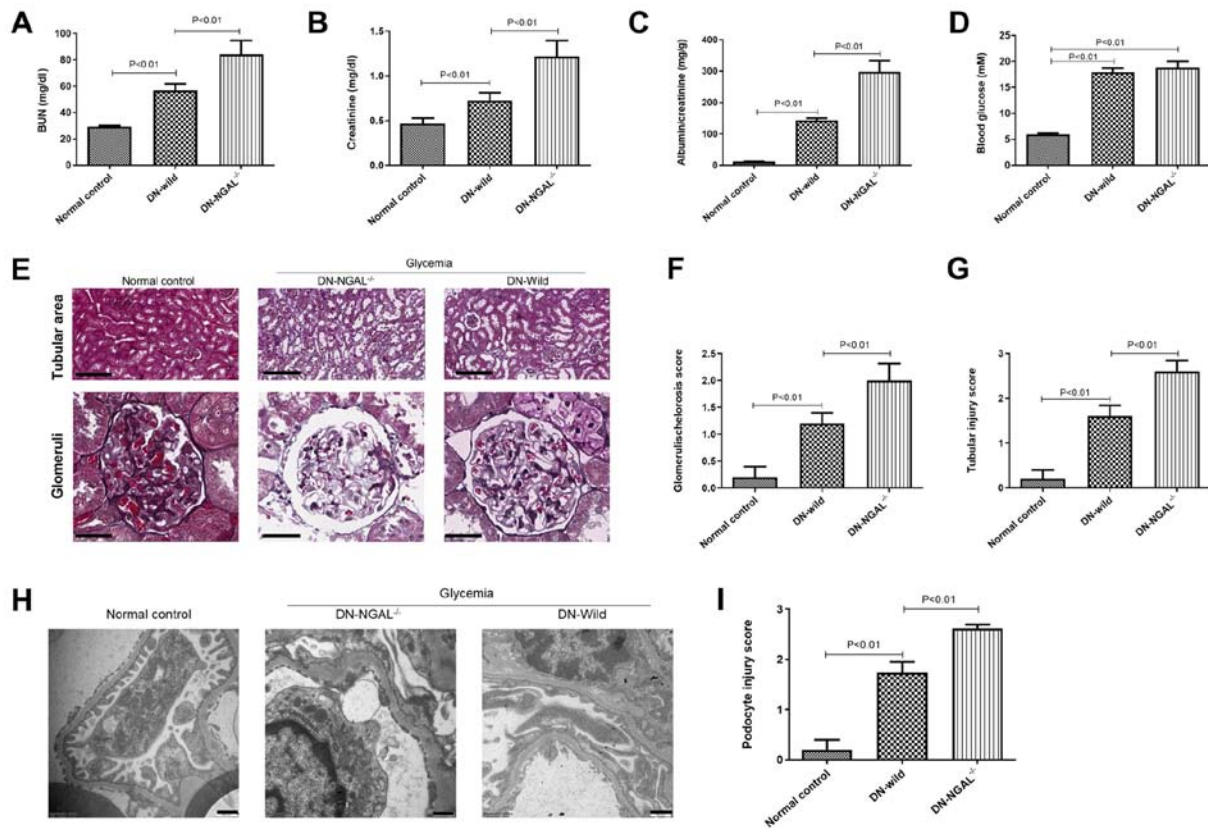 A
BUN (mg/dl)
100
80
60
40
20
0
P<0.01
P<0.01
Normal control
DN-wild
DN-NGAL-/-
B
Creatinine (mg/dl)
1.5
1.0
0.5
0.0
P<0.01
P<0.01
Normal control
DN-wild
DN-NGAL-/-
C
Albumin/creatinine (mg/g)
400
300
200
100
0
P<0.01
P<0.01
Normal control
DN-wild
DN-NGAL-/-
D
Blood glucose (mM)
25
20
15
10
5
0
P<0.01
P<0.01
Normal control
DN-wild
DN-NGAL-/-
E
Glycemia
Normal control
DN-NGAL-/-
DN-Wild
Tubular area
Glomeruli
F
Glomerulischelorosis score
2.5
2.0
1.5
1.0
0.5
0.0
P<0.01
P<0.01
Normal control
DN-wild
DN-NGAL-/-
G
Tubular injury score
3
2
1
0
P<0.01
P<0.01
Normal control
DN-wild
DN-NGAL-/-
H
Glycemia
Normal control
DN-NGAL-/-
DN-Wild
I
Podocyte injury score
3
2
1
0
P<0.01
P<0.01
Normal control
DN-wild
DN-NGAL-/-